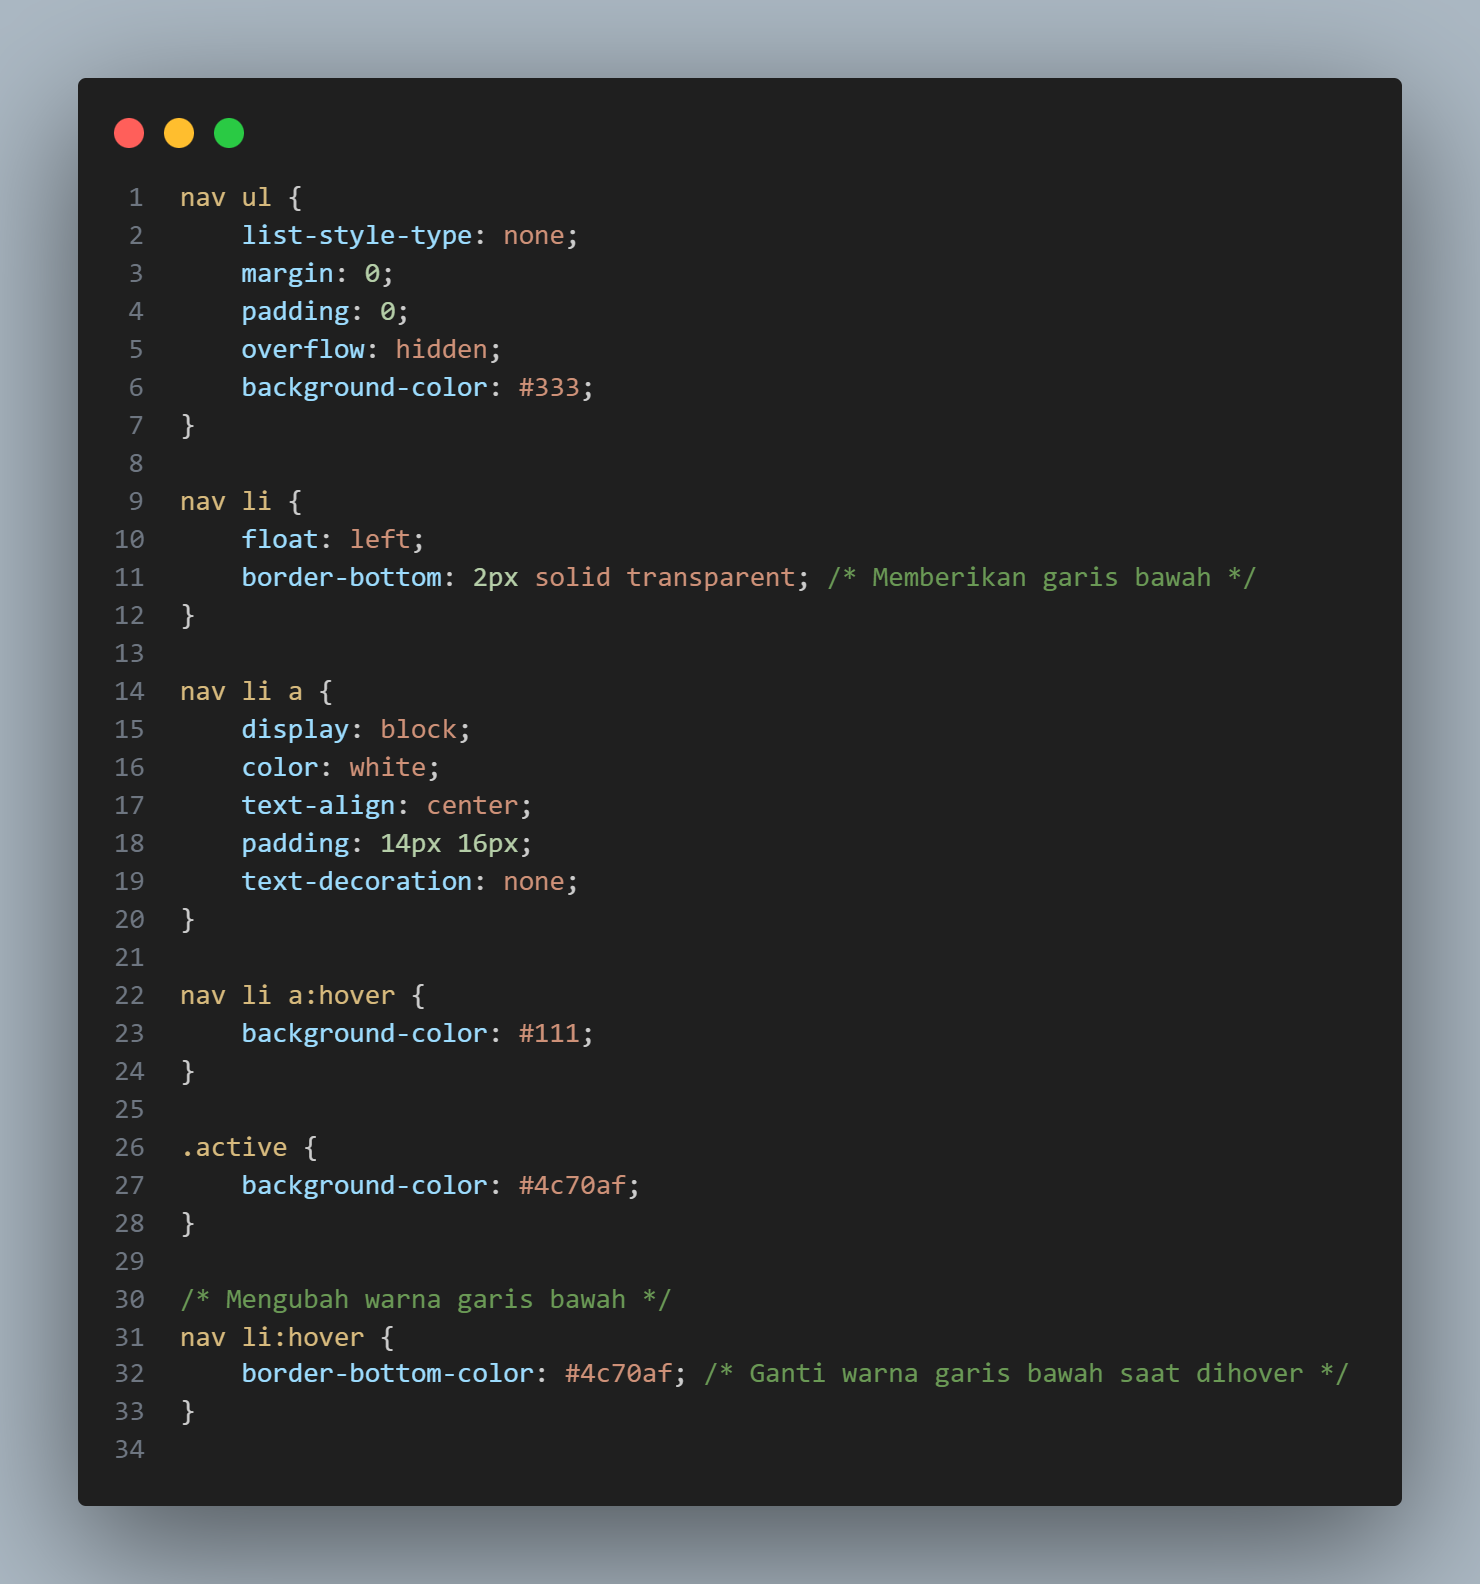 1 nav ul {
2     list-style-type: none;
3     margin: 0;
4     padding: 0;
5     overflow: hidden;
6     background-color: #333;
7 }
8
9 nav li {
10     float: left;
11     border-bottom: 2px solid transparent; /* Memberikan garis bawah */
12 }
13
14 nav li a {
15     display: block;
16     color: white;
17     text-align: center;
18     padding: 14px 16px;
19     text-decoration: none;
20 }
21
22 nav li a:hover {
23     background-color: #111;
24 }
25
26 .active {
27     background-color: #4c70af;
28 }
29
30 /* Mengubah warna garis bawah */
31 nav li:hover {
32     border-bottom-color: #4c70af; /* Ganti warna garis bawah saat dihover */
33 }
34